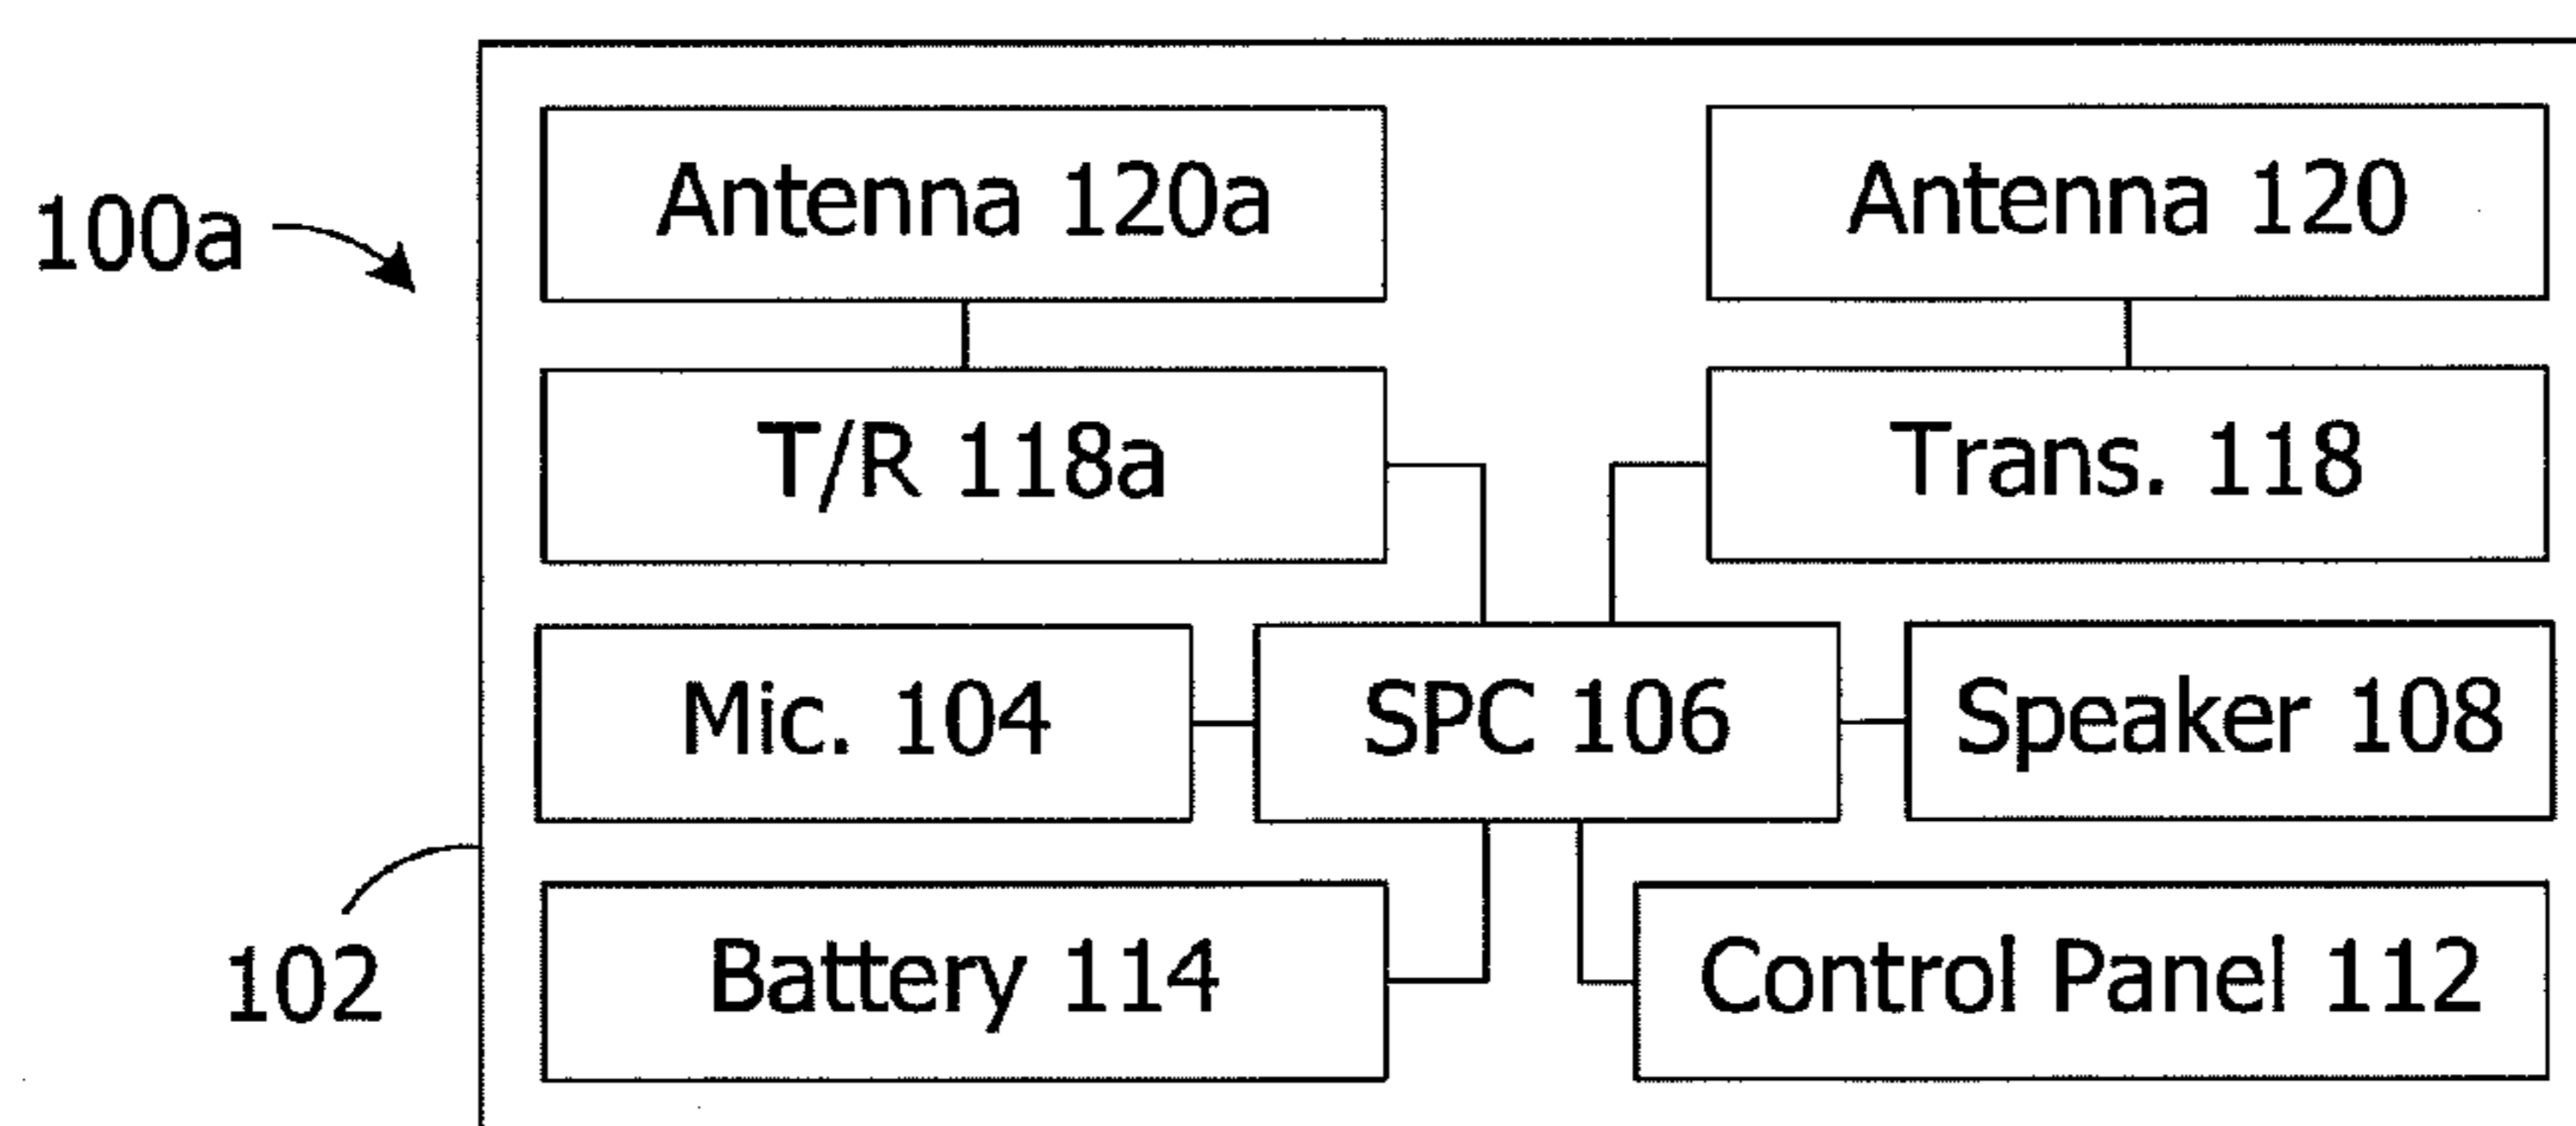 Antenna 120a
Antenna 120
100a
T/R 118a
Trans. 118
Mic. 104
SPC 106
Speaker 108
Battery 114
Control Panel 112
102